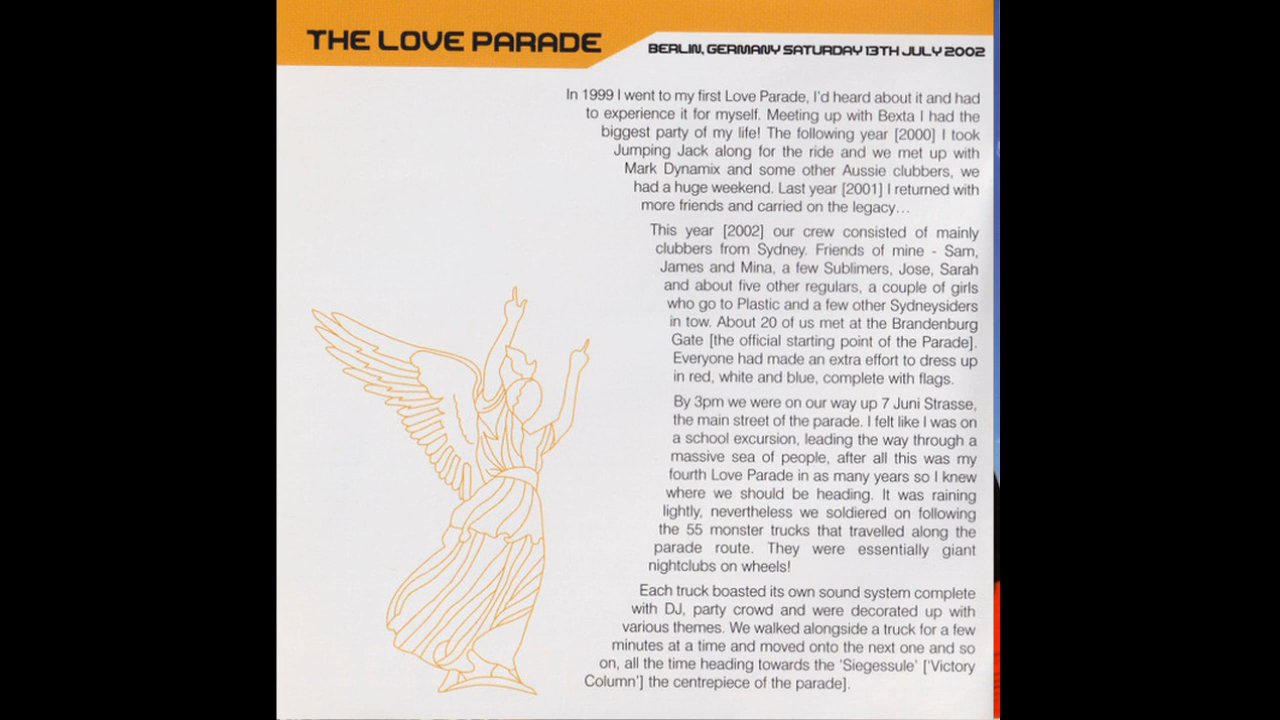 THE LOVE PARADE
BERLIN, GERMANY SATURDAY 13TH JULY 2002
In 1999 I went to my first Love Parade, I'd heard about it and had
to experience it for myself. Meeting up with Bexta I had the
biggest party of my life! The following year [2000] I took
Jumping Jack along for the ride and we met up with
Mark Dynamix and some other Aussie clubbers, we
had a huge weekend. Last year [2001] I returned with
more friends and carried on the legacy…
This year [2002] our crew consisted of mainly
clubbers from Sydney. Friends of mine - Sam,
James and Mina, a few Sublimers, Jose, Sarah
and about five other regulars, a couple of girls
who go to Plastic and a few other Sydneysiders
in tow. About 20 of us met at the Brandenburg
Gate [the official starting point of the Parade].
Everyone had made an extra effort to dress up
in red, white and blue, complete with flags.
By 3pm we were on our way up 7 Juni Strasse,
the main street of the parade. I felt like I was on
a school excursion, leading the way through a
massive sea of people, after all this was my
fourth Love Parade in as many years so I knew
where we should be heading. It was raining
lightly, nevertheless we soldiered on following
the 55 monster trucks that travelled along the
parade route. They were essentially giant
nightclubs on wheels!
Each truck boasted its own sound system complete
with DJ, party crowd and were decorated up with
various themes. We walked alongside a truck for a few
minutes at a time and moved onto the next one and so
on, all the time heading towards the 'Siegessule' ['Victory
Column'] the centrepiece of the parade].